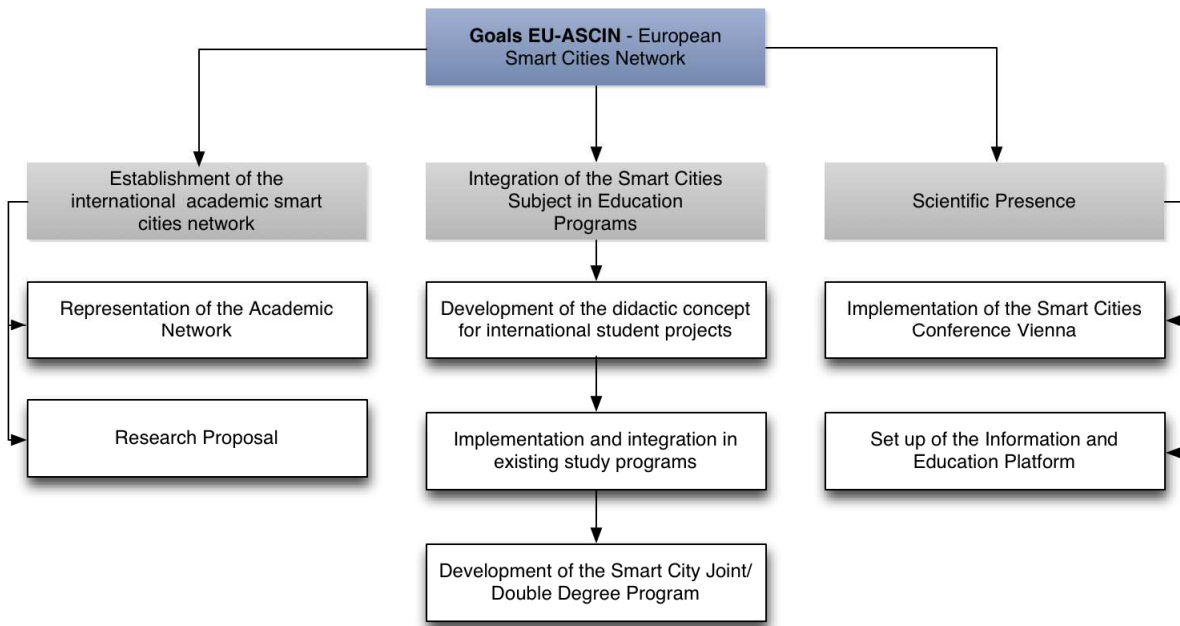 Goals EU-ASCIN - European
Smart Cities Network
Establishment of the
international academic smart
cities network
Integration of the Smart Cities
Subject in Education
Programs
Scientific Presence
Representation of the Academic
Network
Development of the didactic concept
for international student projects
Implementation of the Smart Cities
Conference Vienna
Research Proposal
Implementation and integration in
existing study programs
Set up of the Information and
Education Platform
Development of the Smart City Joint/
Double Degree Program